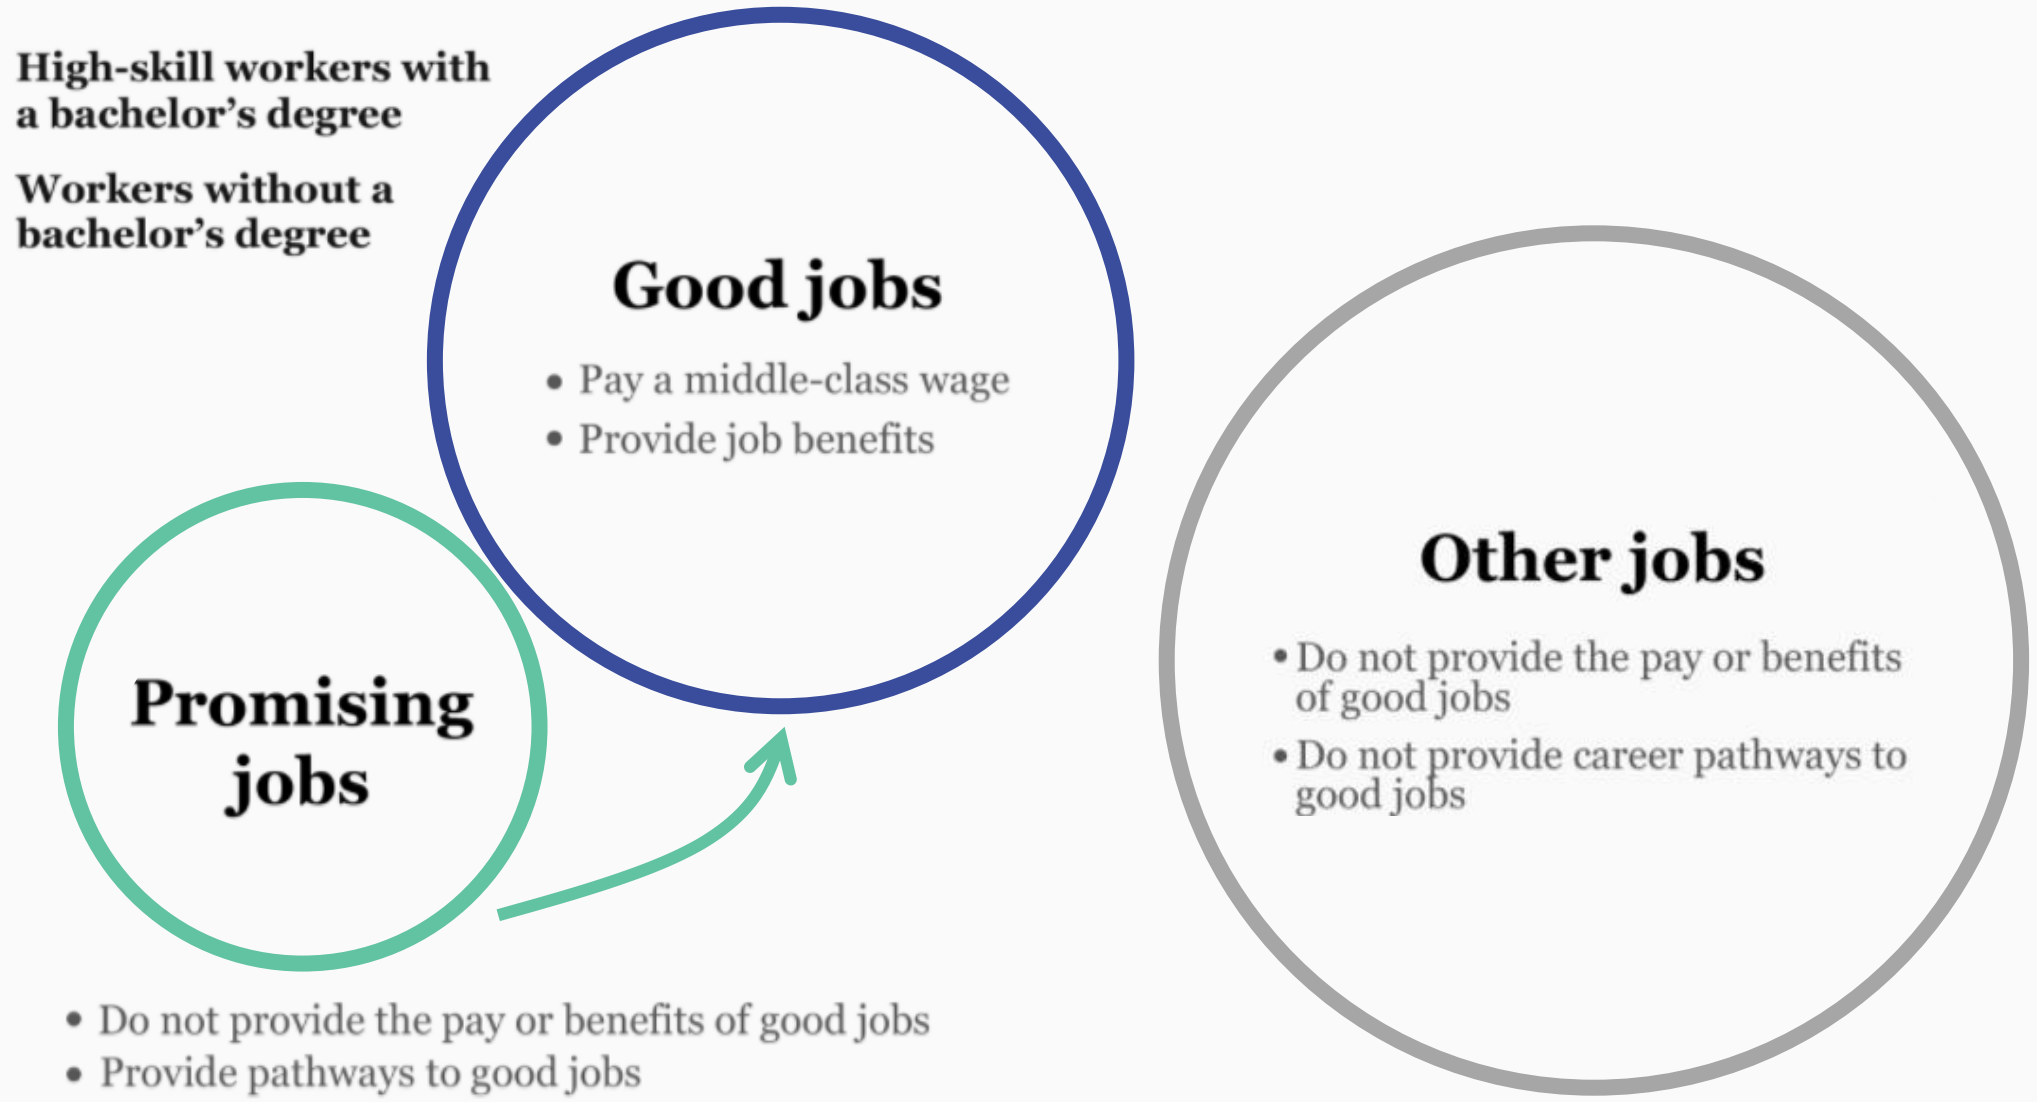 High-skill workers with
a bachelor’s degree
Workers without a
bachelor’s degree
Good jobs
• Pay a middle-class wage
• Provide job benefits
Promising
jobs
• Do not provide the pay or benefits of good jobs
• Provide pathways to good jobs
Other jobs
• Do not provide the pay or benefits
of good jobs
• Do not provide career pathways to
good jobs